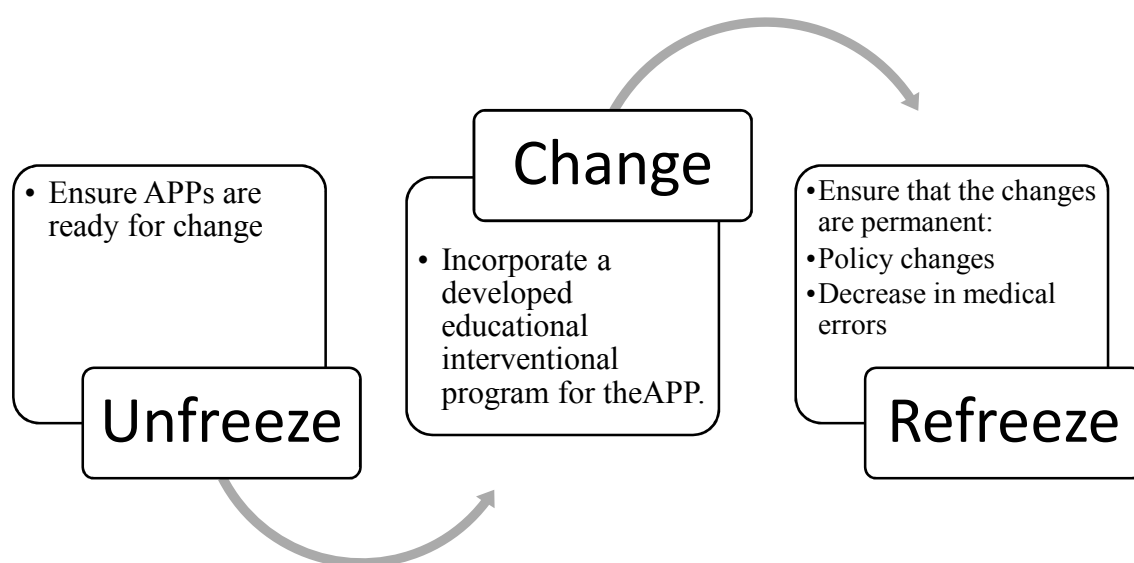 • Ensure APPs are
ready for change
Unfreeze
Change
• Incorporate a
developed
educational
interventional
program for theAPP.
•Ensure that the changes
are permanent:
•Policy changes
•Decrease in medical
errors
Refreeze